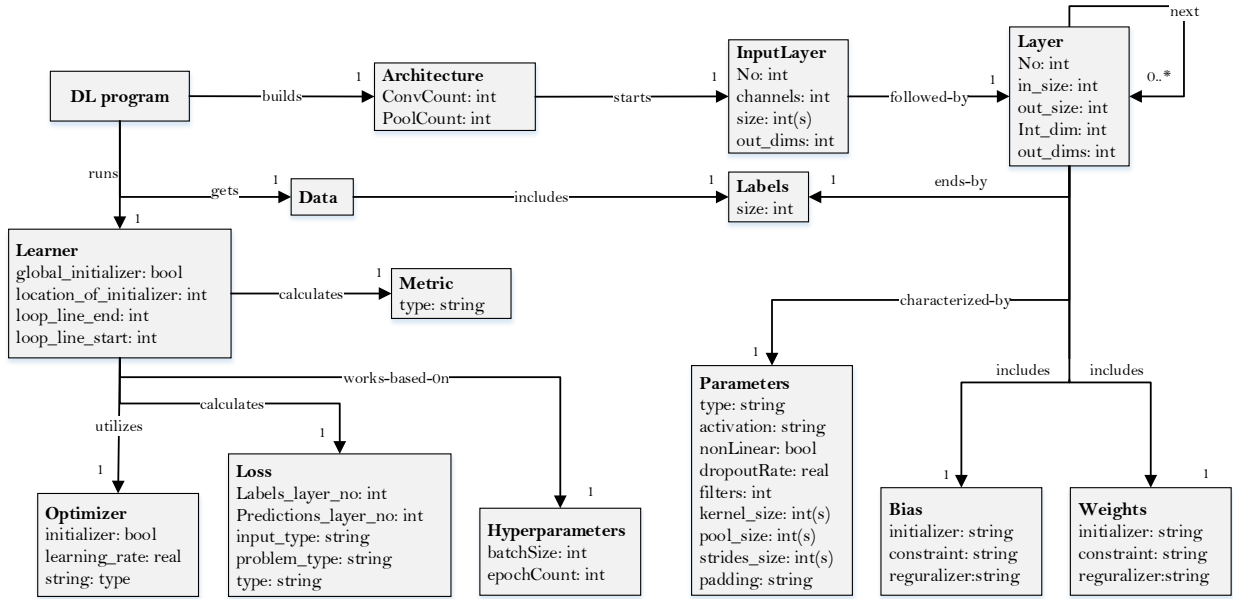 next
1
DL program
builds
1
Architecture
ConvCount: int
PoolCount: int
starts
1
InputLayer
No: int
channels: int
size: int(s)
out_dims: int
followed-by
1
Layer
No: int
in_size: int
out_size: int
Int_dim: int
out_dims: int
0..*
runs
gets
1
Data
includes
1
Labels
size: int
1
ends-by
1
Learner
global_initializer: bool
location_of_initializer: int
loop_line_end: int
loop_line_start: int
calculates
1
Metric
type: string
characterized-by
1
works-based-0n
calculates
utilizes
1
1
1
includes
includes
1
1
Optimizer
initializer: bool
learning_rate: real
string: type
Loss
Labels_layer_no: int
Predictions_layer_no: int
input_type: string
problem_type: string
type: string
Hyperparameters
batchSize: int
epochCount: int
Parameters
type: string
activation: string
nonLinear: bool
dropoutRate: real
filters: int
kernel_size: int(s)
pool_size: int(s)
strides_size: int(s)
padding: string
Bias
initializer: string
constraint: string
reguralizer:string
Weights
initializer: string
constraint: string
reguralizer:string